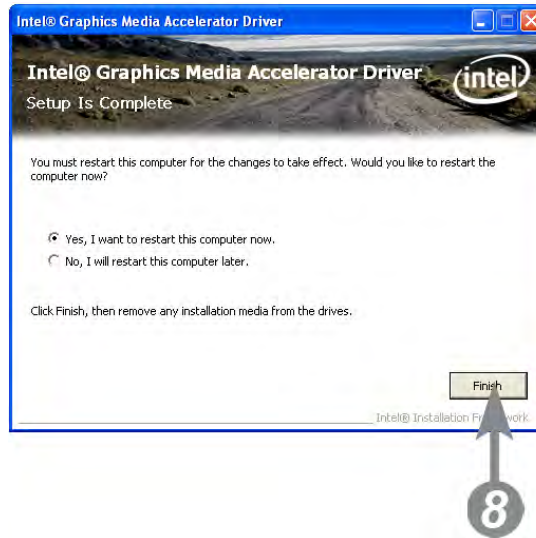 Intel® Graphics Media Accelerator Driver
Intel® Graphics Media Accelerator Driver
intel
Setup Is Complete
You must restart this computer for the changes to take effect. Would you like to restart the
computer now?
Yes, I want to restart this computer now.
No, I will restart this computer later.
Click Finish, then remove any installation media from the drives.
Finish
Intel® Installation
8